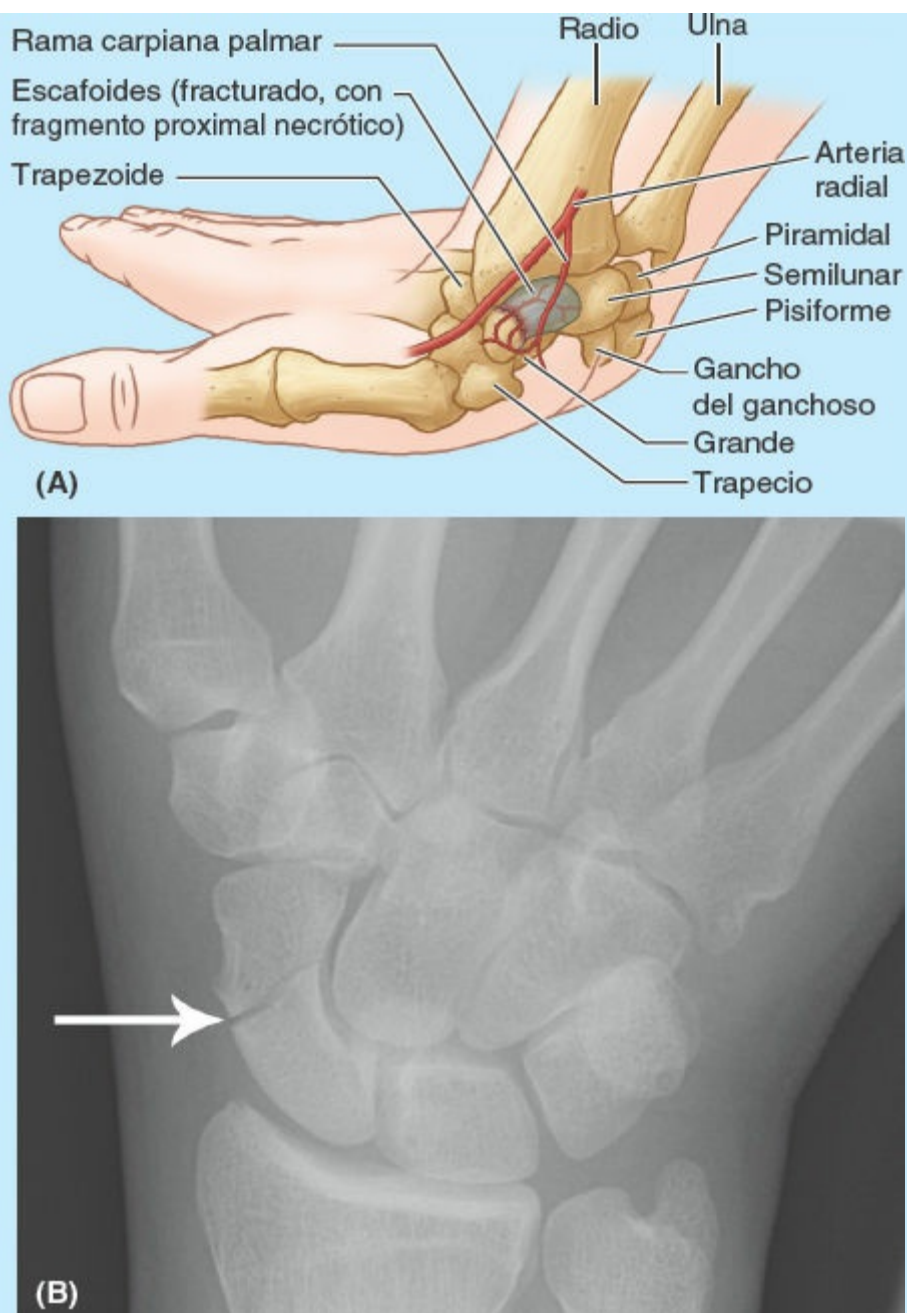 Rama carpiana palmar
Escafoides (fracturado, con
fragmento proximal necrótico)
Trapezoide
Radio
Ulna
Arteria
radial
Piramidal
Semilunar
Pisiforme
Gancho
del ganchoso
Grande
Trapecio
(A)
(B)